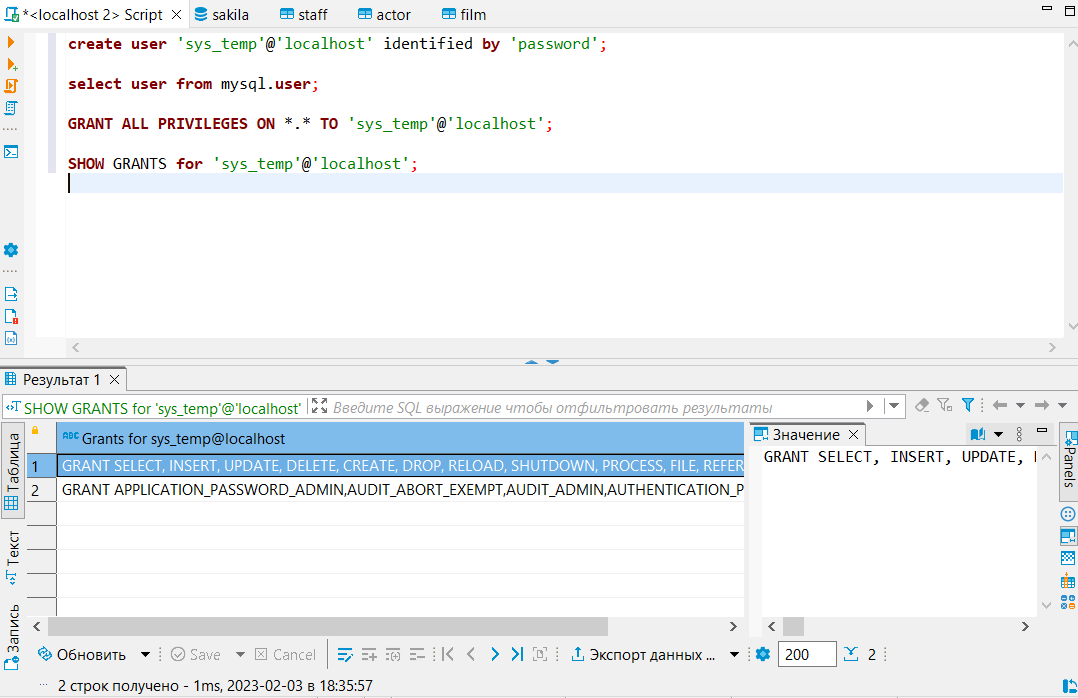 *<localhost 2> Script
sakila
staff
actor
film
create user 'sys_temp'@'localhost' identified by 'password';
select user from mysql.user;
GRANT ALL PRIVILEGES ON *.* TO 'sys_temp'@'localhost';
SHOW GRANTS for 'sys_temp'@'localhost';
Результат 1
SHOW GRANTS for 'sys_temp'@'localhost'
Введите SQL выражение чтобы отфильтровать результаты
Таблица
Текст
Запись
ABC Grants for sys_temp@localhost
1 GRANT SELECT, INSERT, UPDATE, DELETE, CREATE, DROP, RELOAD, SHUTDOWN, PROCESS, FILE, REFER
2 GRANT APPLICATION_PASSWORD_ADMIN,AUDIT_ABORT_EXEMPT,AUDIT_ADMIN,AUTHENTICATION_P
Значение
GRANT SELECT, INSERT, UPDATE,
Panels
Обновить
Save
Cancel
Экспорт данных ...
200
2
2 строк получено - 1ms, 2023-02-03 в 18:35:57